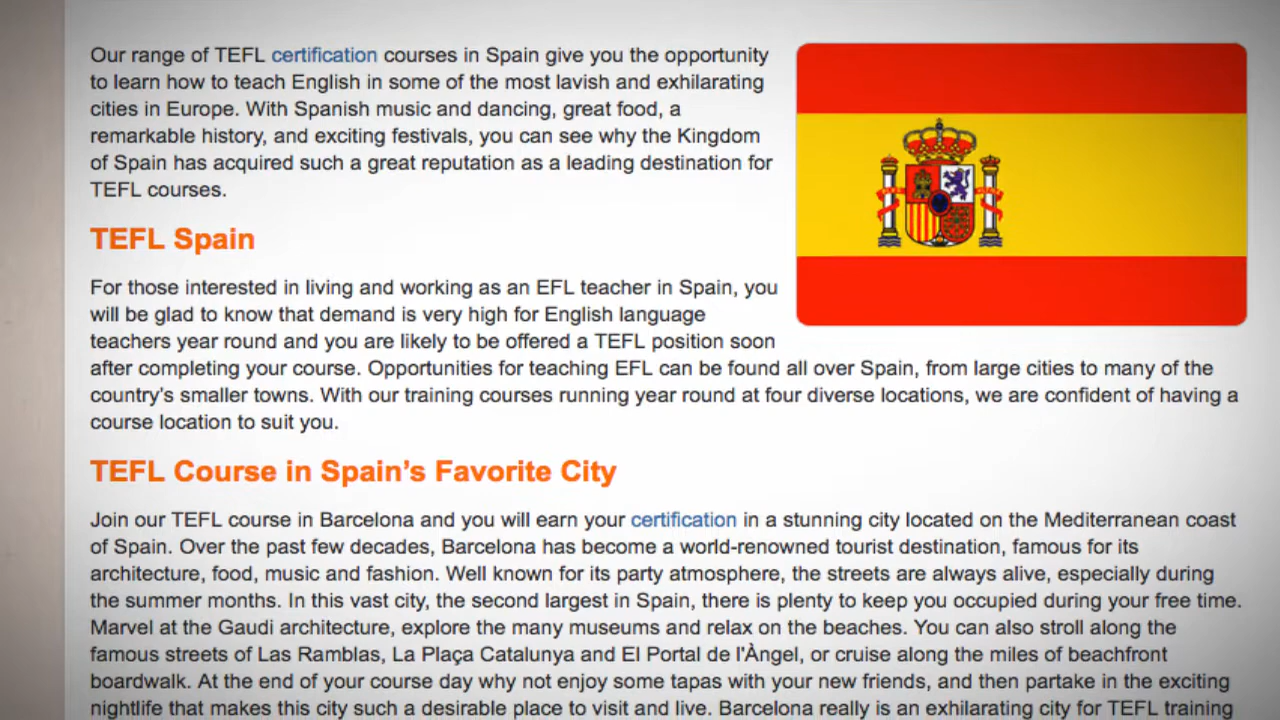 Our range of TEFL certification courses in Spain give you the opportunity
to learn how to teach English in some of the most lavish and exhilarating
cities in Europe. With Spanish music and dancing, great food, a
remarkable history, and exciting festivals, you can see why the Kingdom
of Spain has acquired such a great reputation as a leading destination for
TEFL courses.
TEFL Spain
For those interested in living and working as an EFL teacher in Spain, you
will be glad to know that demand is very high for English language
teachers year round and you are likely to be offered a TEFL position soon
after completing your course. Opportunities for teaching EFL can be found all over Spain, from large cities to many of the
country's smaller towns. With our training courses running year round at four diverse locations, we are confident of having a
course location to suit you.
TEFL Course in Spain’s Favorite City
Join our TEFL course in Barcelona and you will earn your certification in a stunning city located on the Mediterranean coast
of Spain. Over the past few decades, Barcelona has become a world-renowned tourist destination, famous for its
architecture, food, music and fashion. Well known for its party atmosphere, the streets are always alive, especially during
the summer months. In this vast city, the second largest in Spain, there is plenty to keep you occupied during your free time.
Marvel at the Gaudi architecture, explore the many museums and relax on the beaches. You can also stroll along the
famous streets of Las Ramblas, La Plaça Catalunya and El Portal de l'Àngel, or cruise along the miles of beachfront
boardwalk. At the end of your course day why not enjoy some tapas with your new friends, and then partake in the exciting
nightlife that makes this city such a desirable place to visit and live. Barcelona really is an exhilarating city for TEFL training